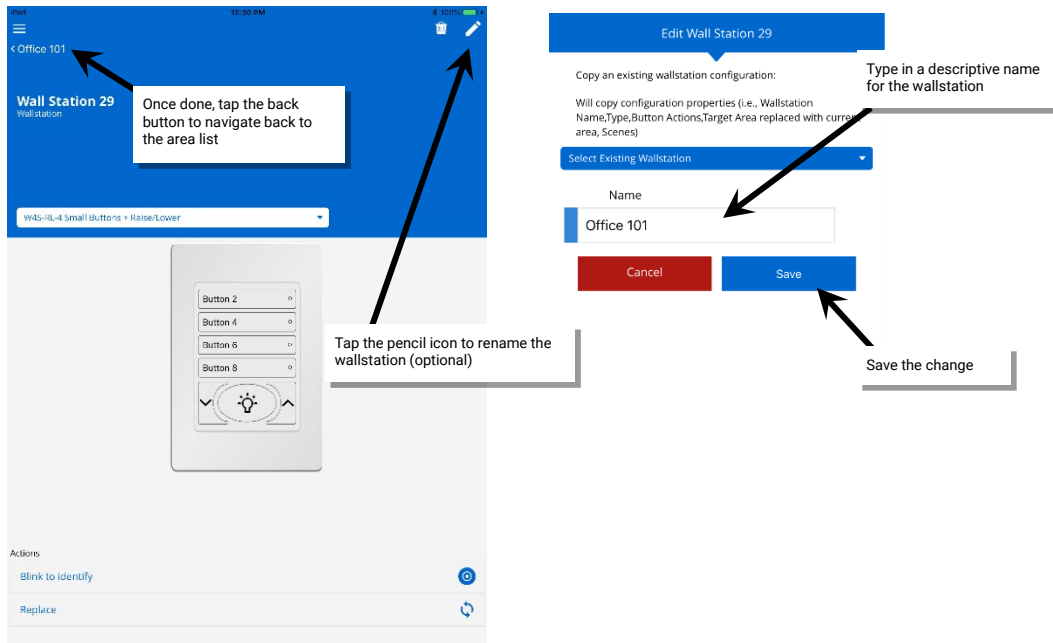 iPad
12:30 PM
100%
< Office 101
Wall Station 29
Wallstation
Once done, tap the back
button to navigate back to
the area list
W4S-RL-4 Small Buttons + Raise/Lower
Button 2
Button 4
Button 6
Button 8
Tap the pencil icon to rename the
wallstation (optional)
Actions
Blink to identify
Replace
Edit Wall Station 29
Copy an existing wallstation configuration:
Will copy configuration properties (i.e., Wallstation
Name,Type,Button Actions,Target Area replaced with current
area, Scenes)
Select Existing Wallstation
Name
Office 101
Cancel
Save
Type in a descriptive name
for the wallstation
Save the change